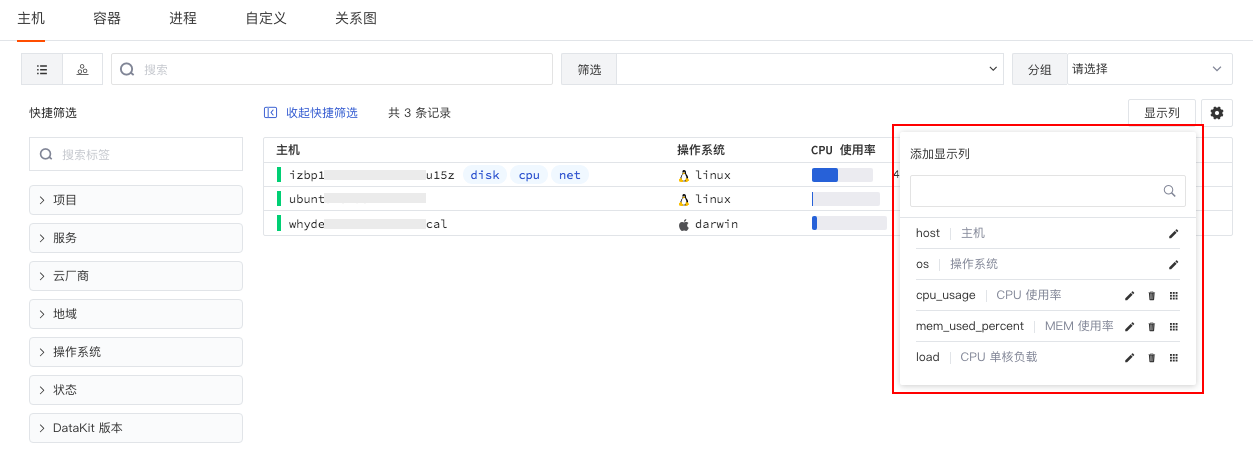 主机 容器 进程 自定义 关系图
搜索 筛选 分组 请选择
快捷筛选 收起快捷筛选 共 3 条记录 显示列
搜索标签
项目
服务
云厂商
地域
操作系统
状态
DataKit 版本
主机 操作系统 CPU 使用率
izbp1 u15z disk cpu net linux 4
ubunt linux
whyde cal darwin
添加显示列
host 主机
os 操作系统
cpu_usage CPU 使用率
mem_used_percent MEM 使用率
load CPU 单核负载